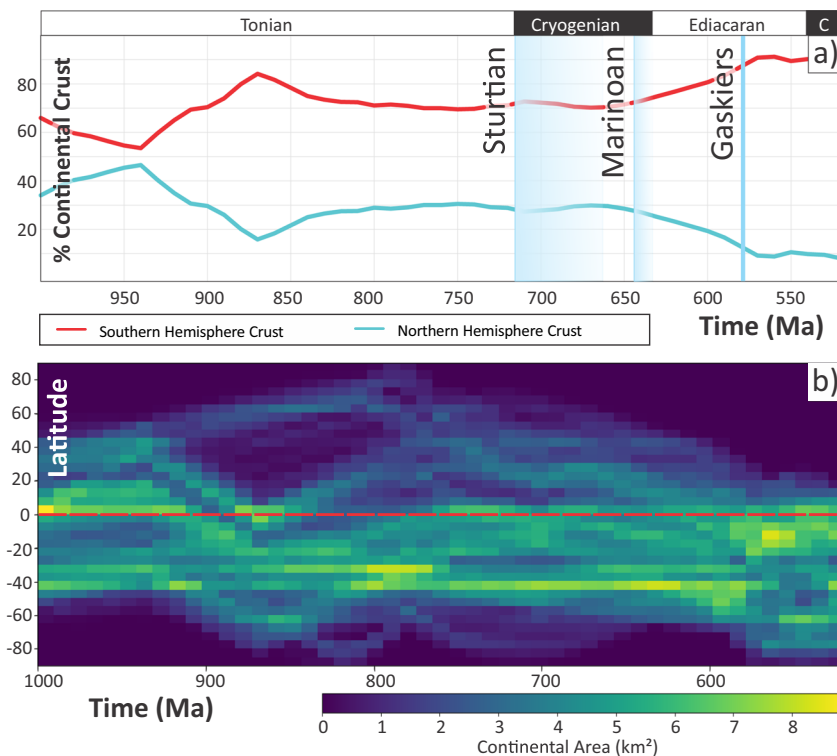 Tonian Cryogenian Ediacaran C
a)
% Continental Crust
80
60
40
20
Sturtian
Marinoan
Gaskiers
950 900 850 840 750 700 650 600 550
Time (Ma)
Southern Hemisphere Crust Northern Hemisphere Crust
b)
Latitude
80
60
40
20
0
-20
-40
-60
-80
1000 900 800 700 600
Time (Ma)
0 1 2 3 4 5 6 7 8
Continental Area (km²)